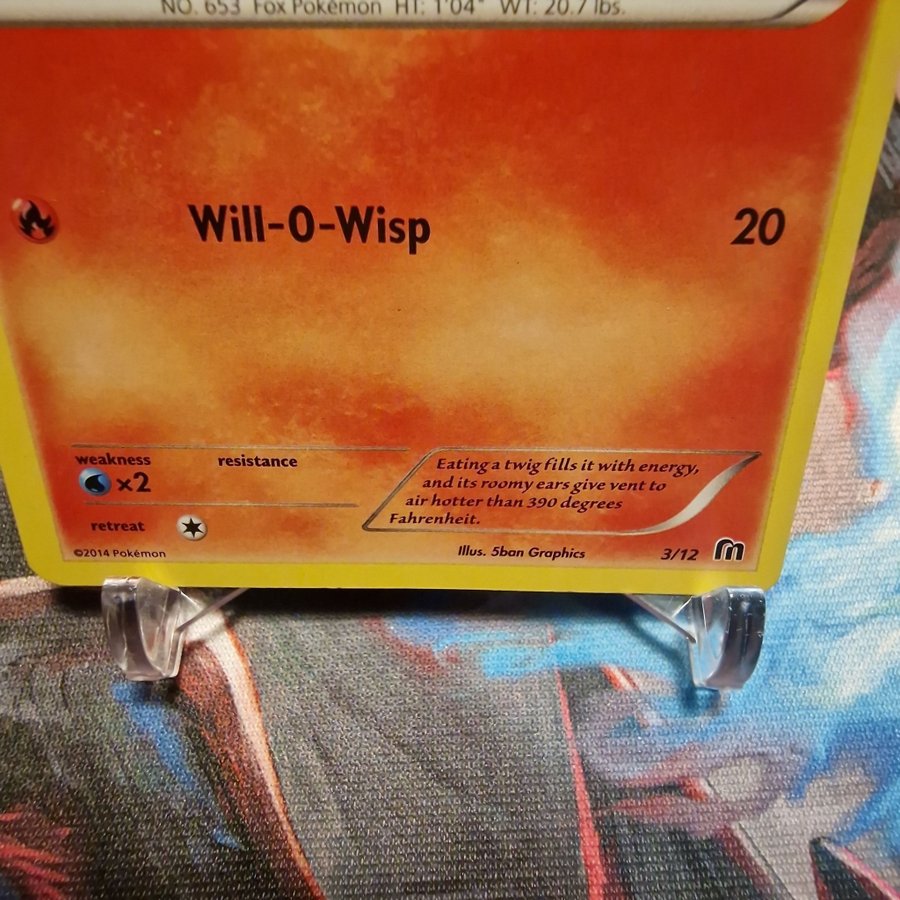 NO. 653 Fox Pokémon HT: 1'04" WT: 20.7 lbs.
Will-O-Wisp 20
weakness resistance
×2
retreat
Eating a twig fills it with energy,
and its roomy ears give vent to
air hotter than 390 degrees
Fahrenheit.
©2014 Pokémon Illus. 5ban Graphics 3/12 m